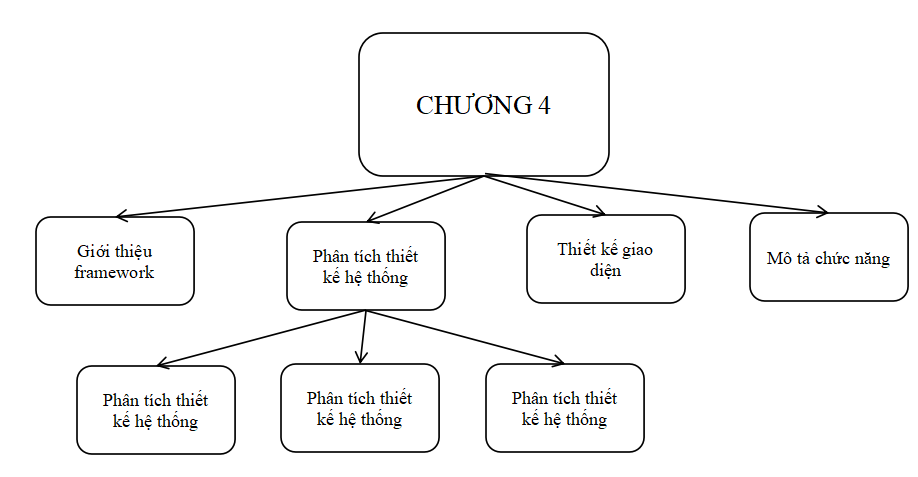 CHƯƠNG 4
Giới thiệu
framework
Phân tích thiết
kế hệ thống
Thiết kế giao
diện
Mô tả chức năng
Phân tích thiết
kế hệ thống
Phân tích thiết
kế hệ thống
Phân tích thiết
kế hệ thống